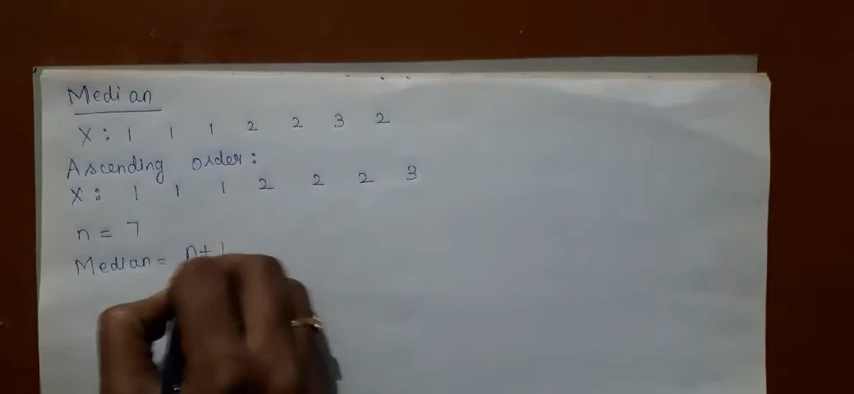 Median
X : 1 1 1 2 2 3 2
Ascending order :
X : 1 1 1 2 2 2 3
n = 7
Median = n+1